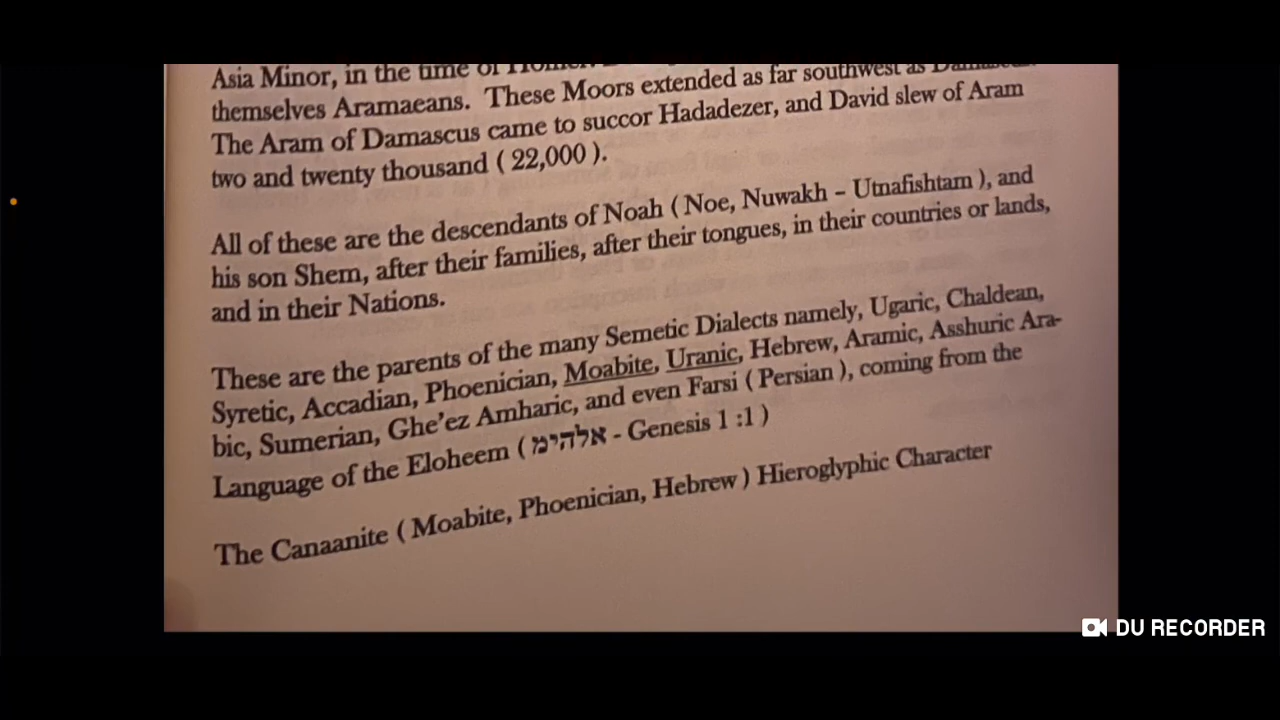 Asia Minor, in the time of
themselves Aramaeans. These Moors extended as far southwest as
The Aram of Damascus came to succor Hadadezer, and David slew of Aram
two and twenty thousand ( 22,000 ).
All of these are the descendants of Noah ( Noe, Nuwakh – Utnafishtam ), and
his son Shem, after their families, after their tongues, in their countries or lands,
and in their Nations.
These are the parents of the many Semetic Dialects namely, Ugaric, Chaldean,
Syretic, Accadian, Phoenician, Moabite, Uranic, Hebrew, Aramic, Asshuric Ara-
bic, Sumerian, Ghe'ez Amharic, and even Farsi ( Persian ), coming from the
Language of the Eloheem ( אלהימ - Genesis 1 :1 )
The Canaanite ( Moabite, Phoenician, Hebrew ) Hieroglyphic Character
DU RECORDER